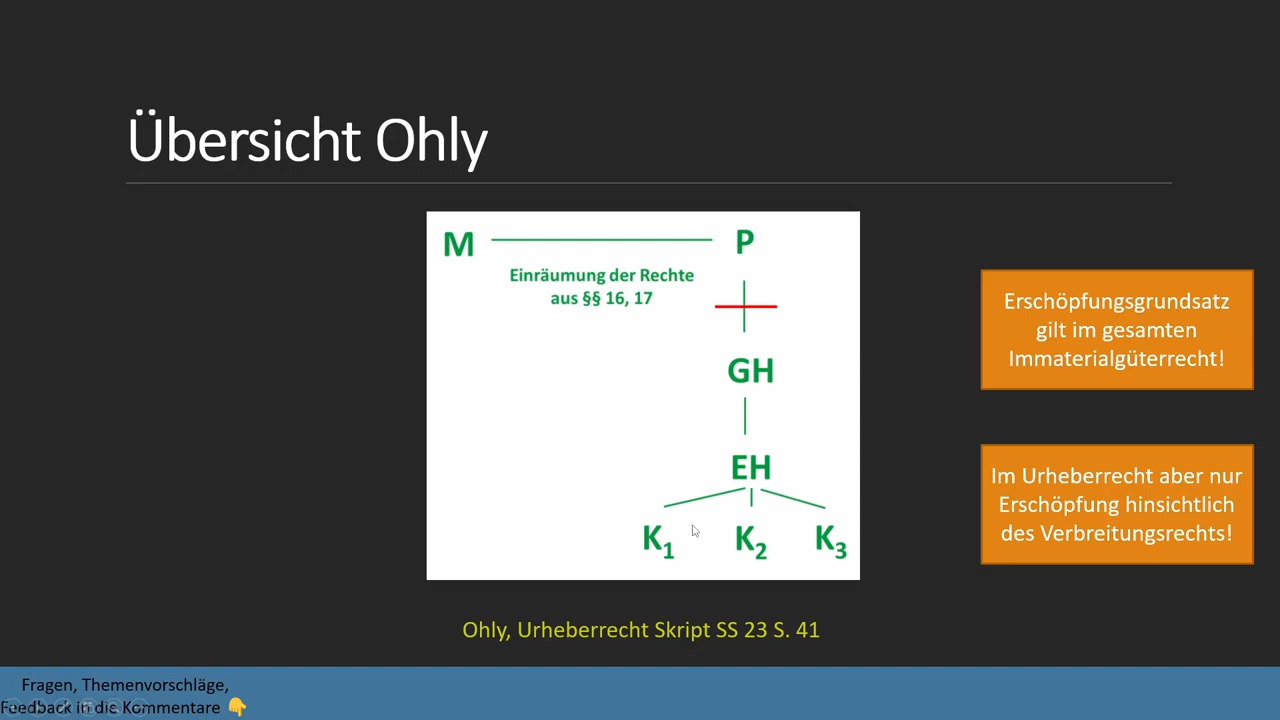 Übersicht Ohly
M
P
Einräumung der Rechte
aus §§ 16, 17
GH
EH
K1
K2
K3
Erschöpfungsgrundsatz
gilt im gesamten
Immaterialgüterrecht!
Im Urheberrecht aber nur
Erschöpfung hinsichtlich
des Verbreitungsrechts!
Ohly, Urheberrecht Skript SS 23 S. 41
Fragen, Themenvorschläge,
Feedback in die Kommentare 👇